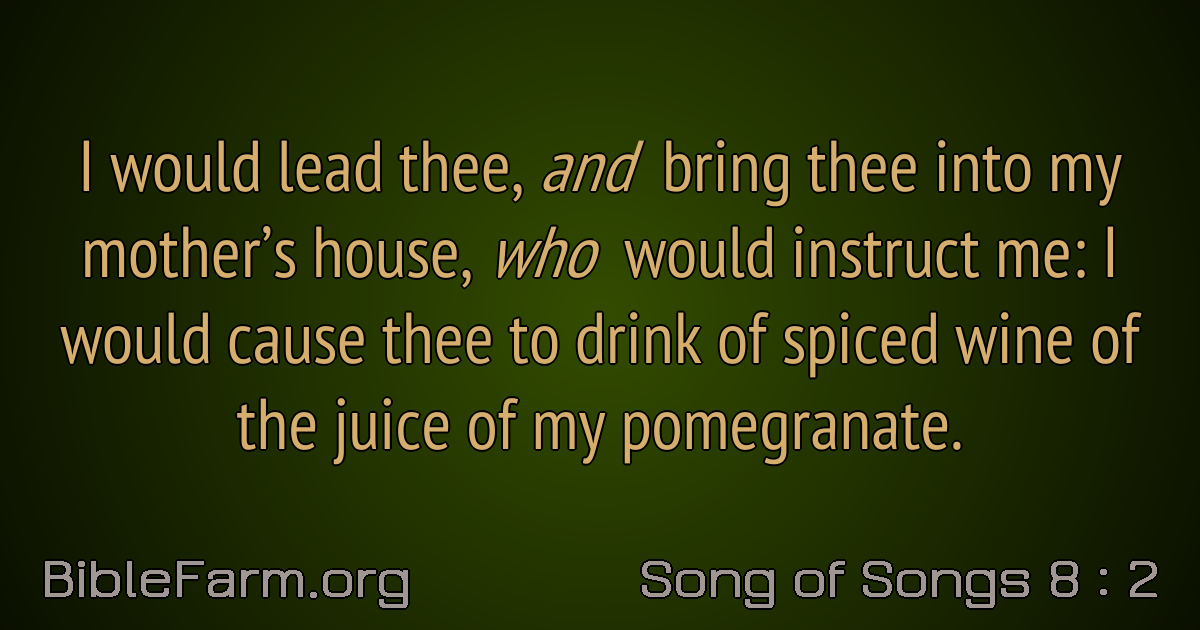 I would lead thee, and bring thee into my
mother’s house, who would instruct me: I
would cause thee to drink of spiced wine of
the juice of my pomegranate.
BibleFarm.org
Song of Songs 8 : 2